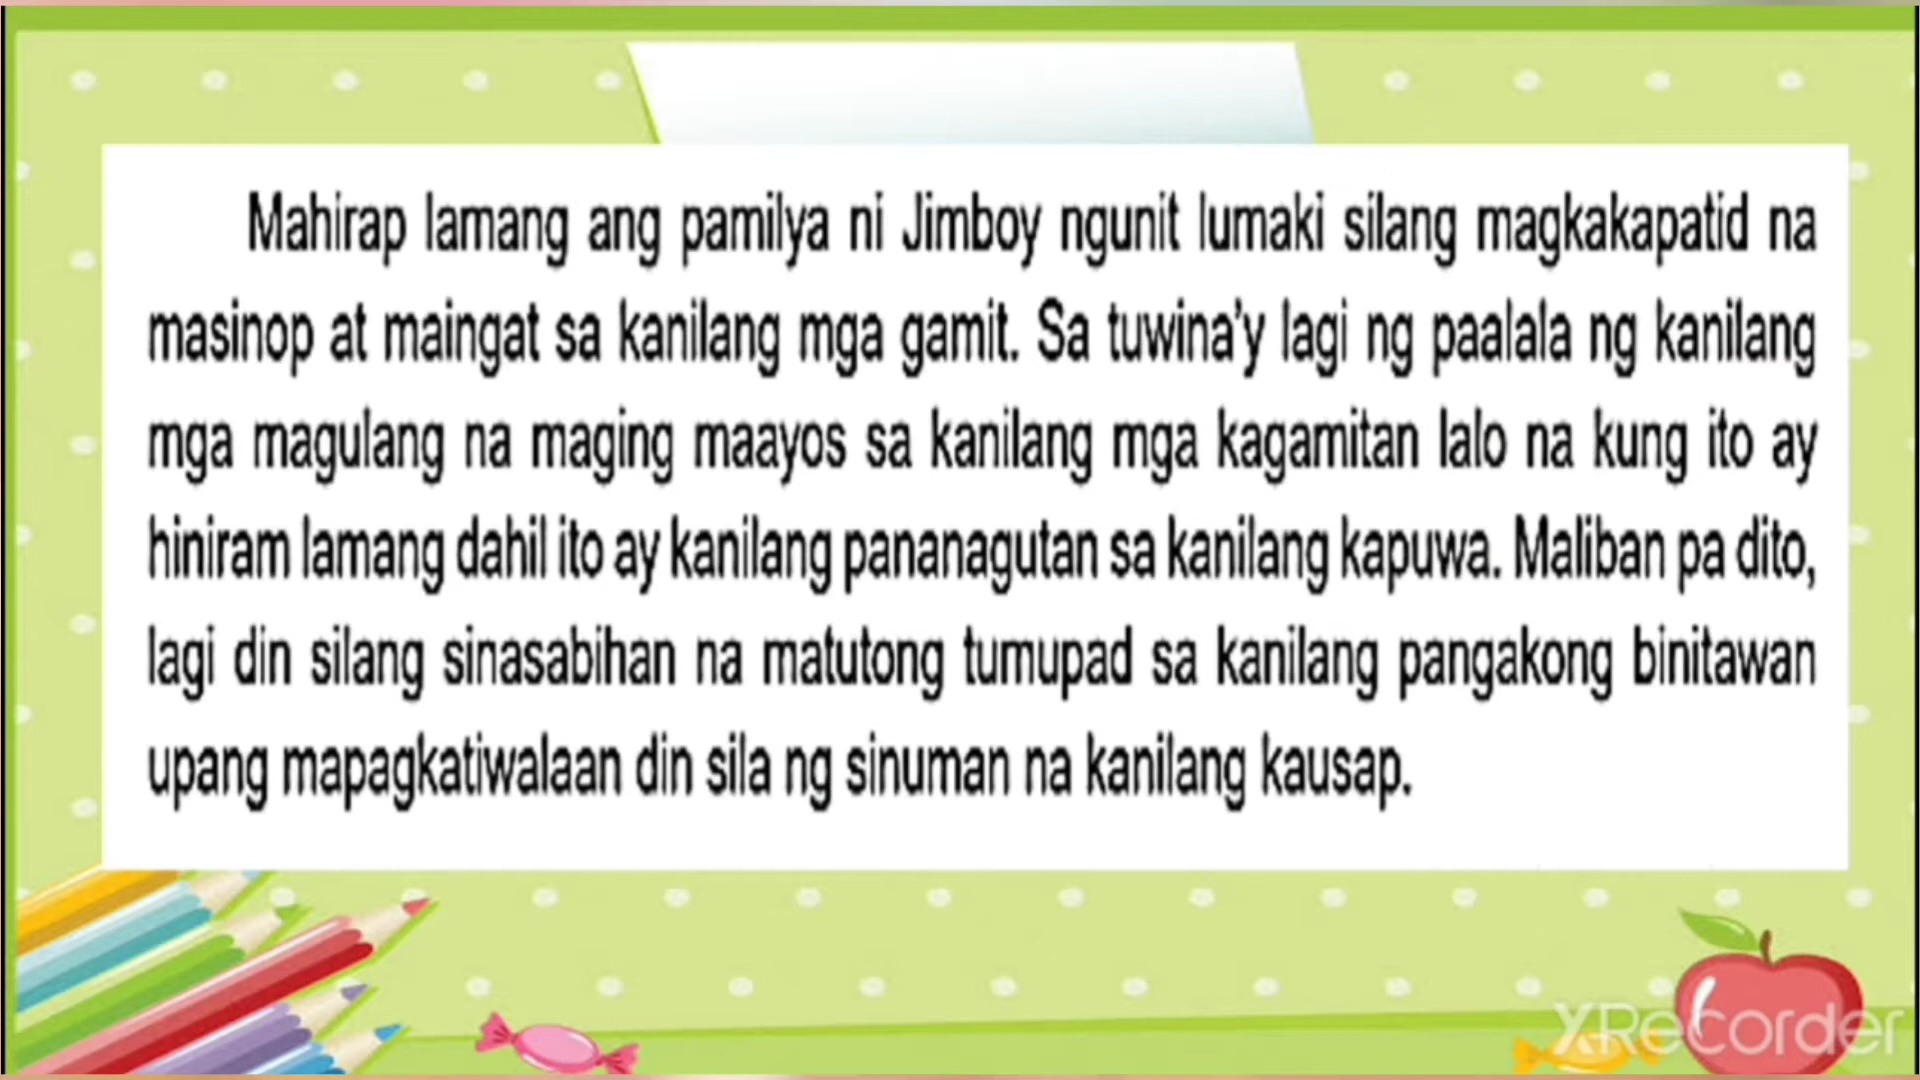 Mahirap lamang ang pamilya ni Jimboy ngunit lumaki silang magkakapatid na
masinop at maingat sa kanilang mga gamit. Sa tuwina'y lagi ng paalala ng kanilang
mga magulang na maging maayos sa kanilang mga kagamitan lalo na kung ito ay
hiniram lamang dahil ito ay kanilang pananagutan sa kanilang kapuwa. Maliban pa dito,
lagi din silang sinasabihan na matutong tumupad sa kanilang pangakong binitawan
upang mapagkatiwalaan din sila ng sinuman na kanilang kausap.
XRecorder